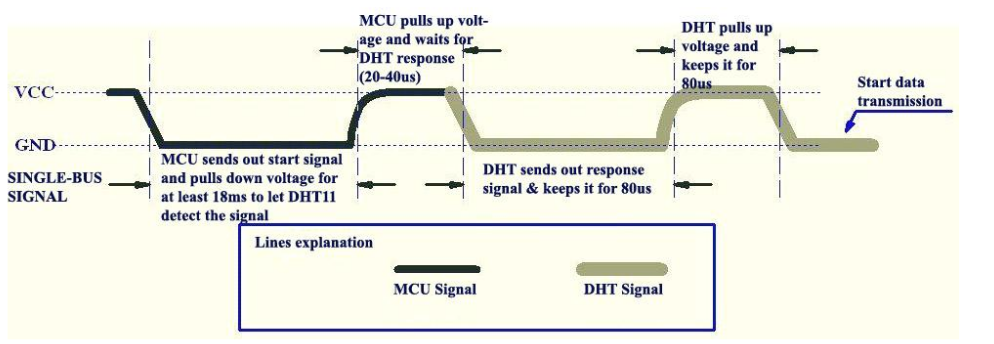 MCU pulls up volt-
age and waits for
DHT response
(20-40us)
DHT pulls up
voltage and
keeps it for
80us
Start data
transmission
VCC
GND
SINGLE-BUS
SIGNAL
MCU sends out start signal
and pulls down voltage for
at least 18ms to let DHT11
detect the signal
DHT sends out response
signal & keeps it for 80us
Lines explanation
MCU Signal
DHT Signal